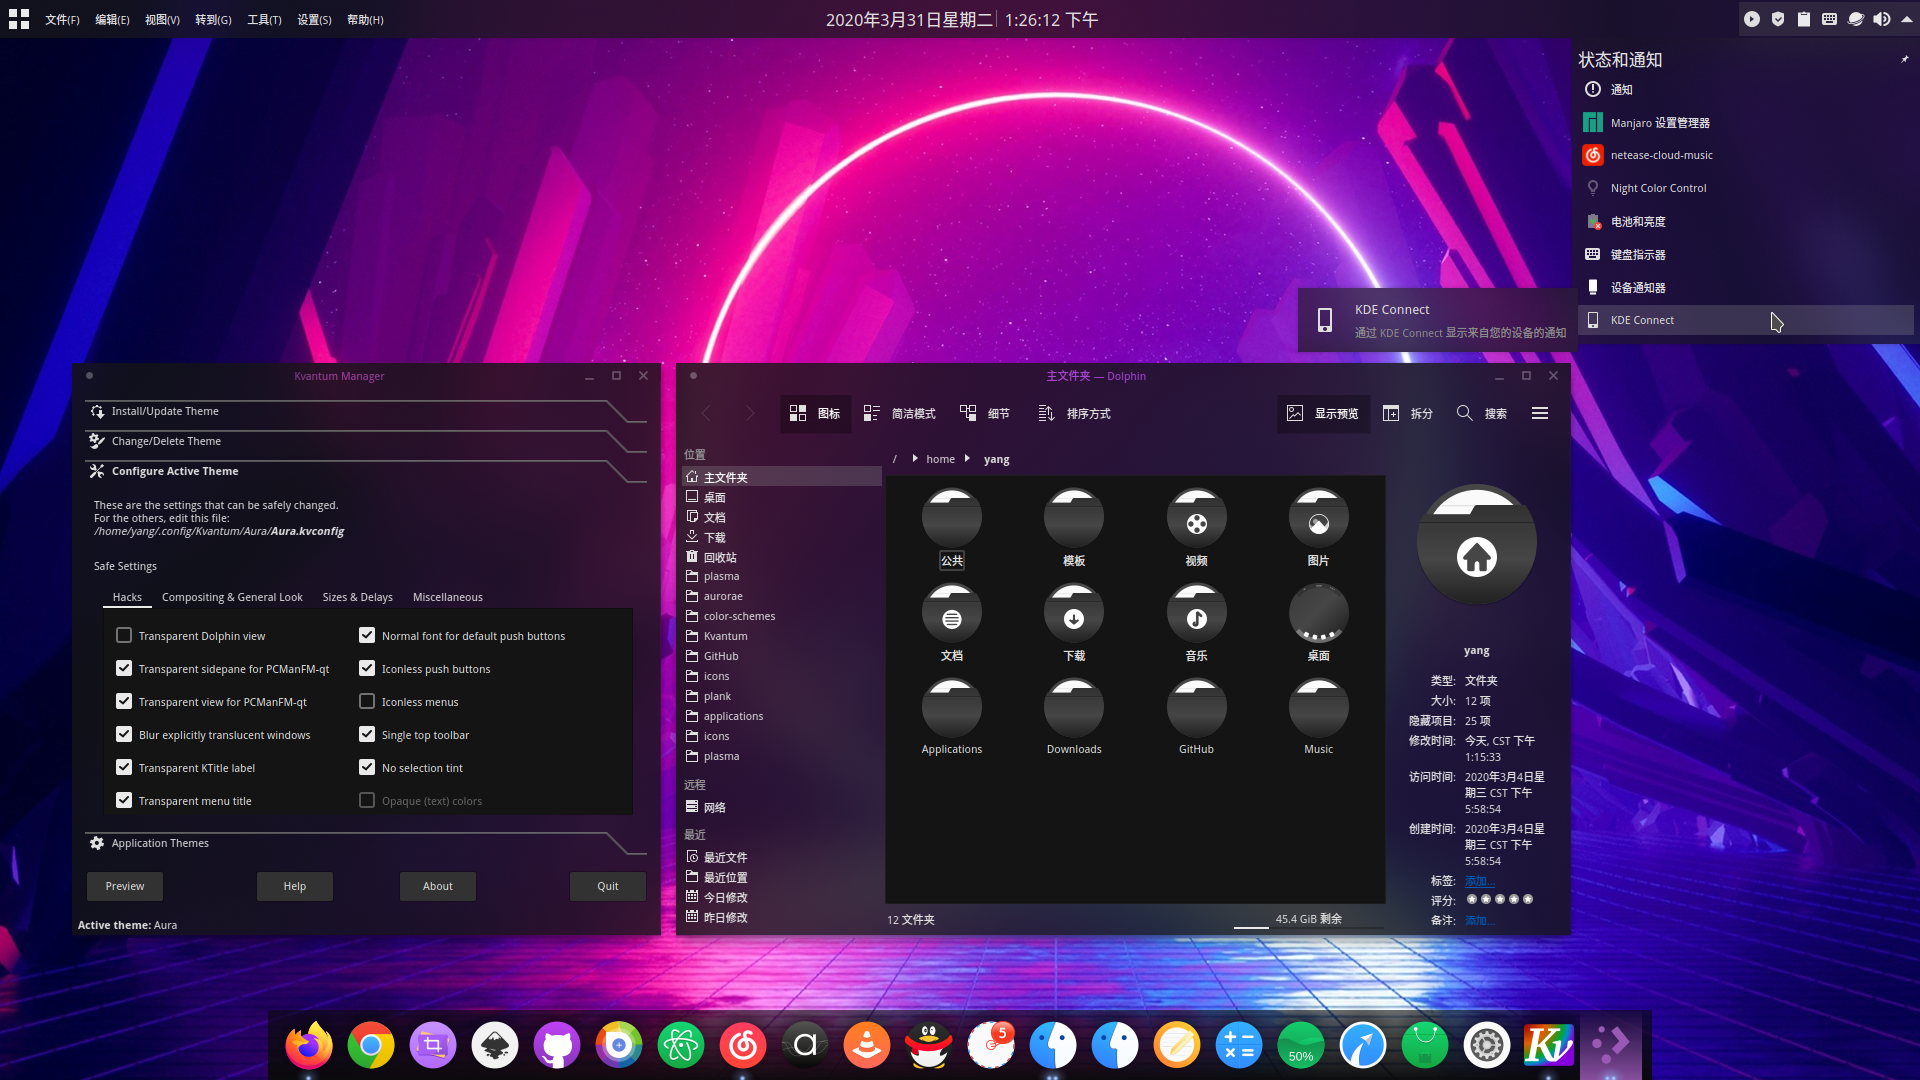 文件(F) 编辑(E) 视图(V) 转到(G) 工具(T) 设置(S) 帮助(H)
2020年3月31日星期二 1:26:12 下午
状态和通知
通知
Manjaro 设置管理器
netease-cloud-music
Night Color Control
电池和亮度
键盘指示器
设备通知器
KDE Connect
KDE Connect
通过 KDE Connect 显示来自您的设备的通知
Kvantum Manager
Install/Update Theme
Change/Delete Theme
Configure Active Theme
These are the settings that can be safely changed.
For the others, edit this file:
/home/yang/.config/Kvantum/Aura/Aura.kvconfig
Safe Settings
Hacks Compositing & General Look Sizes & Delays Miscellaneous
Transparent Dolphin view Normal font for default push buttons
Transparent sidepane for PCManFM-qt Iconless push buttons
Transparent view for PCManFM-qt Iconless menus
Blur explicitly translucent windows Single top toolbar
Transparent KTitle label No selection tint
Transparent menu title Opaque (text) colors
Application Themes
Preview Help About Quit
Active theme: Aura
主文件夹 — Dolphin
图标 简洁模式 细节 排序方式 显示预览 拆分 搜索
位置
主文件夹
桌面
文档
下载
回收站
plasma
aurorae
color-schemes
Kvantum
GitHub
icons
plank
applications
icons
plasma
远程
网络
最近
最近文件
最近位置
今日修改
昨日修改
/ home yang
公共 模板 视频 图片
文档 下载 音乐 桌面
Applications Downloads GitHub Music
12 文件夹 45.4 GiB 剩余
yang
类型: 文件夹
大小: 12 项
隐藏项目: 25 项
修改时间: 今天, CST 下午
1:15:33
访问时间: 2020年3月4日星
期三 CST 下午
5:58:54
创建时间: 2020年3月4日星
期三 CST 下午
5:58:54
标签: 添加...
评分:
备注: 添加...
a 5 50% Kv